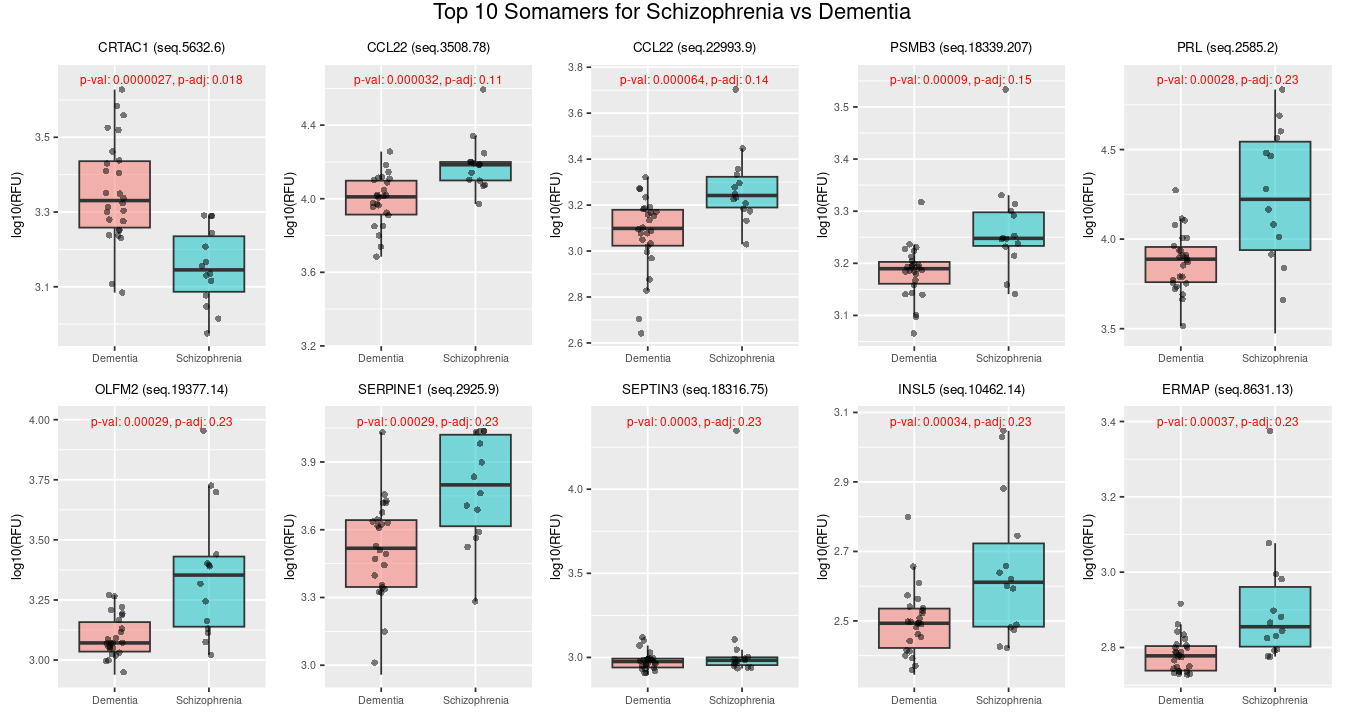 Top 10 Somamers for Schizophrenia vs Dementia
CRTAC1 (seq.5632.6)
p-val: 0.0000027, p-adj: 0.018
log10(RFU)
3.5
3.3
3.1
Dementia
Schizophrenia
CCL22 (seq.3508.78)
p-val: 0.000032, p-adj: 0.11
log10(RFU)
4.4
4.0
3.6
3.2
Dementia
Schizophrenia
CCL22 (seq.22993.9)
p-val: 0.000064, p-adj: 0.14
log10(RFU)
3.8
3.6
3.4
3.2
3.0
2.8
2.6
Dementia
Schizophrenia
PSMB3 (seq.18339.207)
p-val: 0.00009, p-adj: 0.15
log10(RFU)
3.5
3.4
3.3
3.2
3.1
Dementia
Schizophrenia
PRL (seq.2585.2)
p-val: 0.00028, p-adj: 0.23
log10(RFU)
4.5
4.0
3.5
Dementia
Schizophrenia
OLFM2 (seq.19377.14)
p-val: 0.00029, p-adj: 0.23
log10(RFU)
4.00
3.75
3.50
3.25
3.00
Dementia
Schizophrenia
SERPINE1 (seq.2925.9)
p-val: 0.00029, p-adj: 0.23
log10(RFU)
3.9
3.6
3.3
3.0
Dementia
Schizophrenia
SEPTIN3 (seq.18316.75)
p-val: 0.0003, p-adj: 0.23
log10(RFU)
4.0
3.5
3.0
Dementia
Schizophrenia
INSL5 (seq.10462.14)
p-val: 0.00034, p-adj: 0.23
log10(RFU)
3.1
2.9
2.7
2.5
Dementia
Schizophrenia
ERMAP (seq.8631.13)
p-val: 0.00037, p-adj: 0.23
log10(RFU)
3.4
3.2
3.0
2.8
Dementia
Schizophrenia